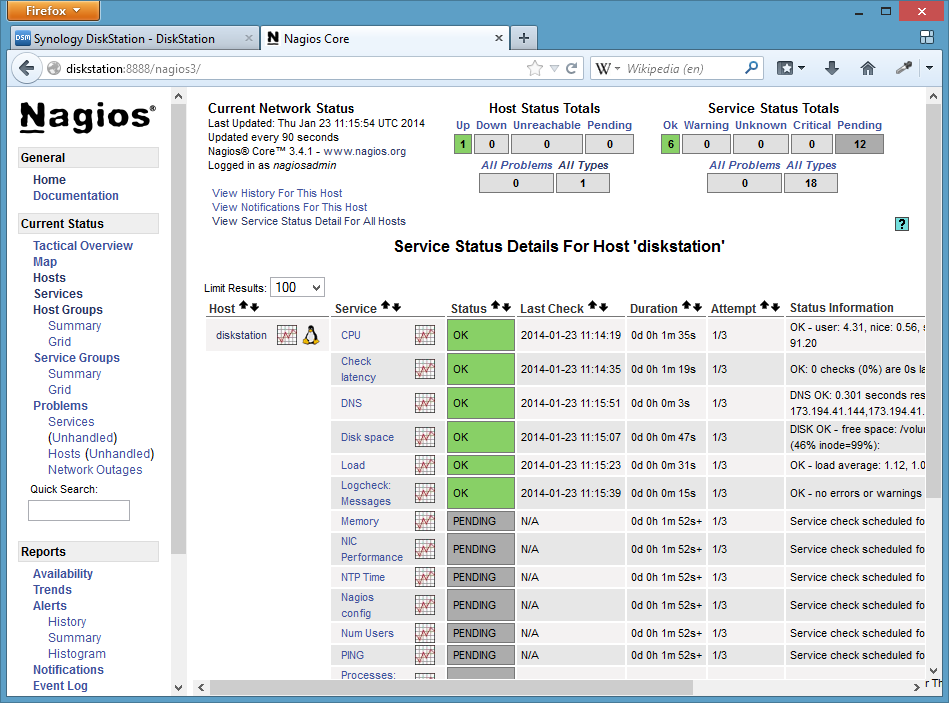 Firefox
DSM Synology DiskStation - DiskStation
N Nagios Core
diskstation:8888/nagios3/
W Wikipedia (en)
Nagios®
General
Home
Documentation
Current Status
Tactical Overview
Map
Hosts
Services
Host Groups
Summary
Grid
Service Groups
Summary
Grid
Problems
Services
(Unhandled)
Hosts (Unhandled)
Network Outages
Quick Search:
Reports
Availability
Trends
Alerts
History
Summary
Histogram
Notifications
Event Log
Current Network Status
Last Updated: Thu Jan 23 11:15:54 UTC 2014
Updated every 90 seconds
Nagios® Core™ 3.4.1 - www.nagios.org
Logged in as nagiosadmin
View History For This Host
View Notifications For This Host
View Service Status Detail For All Hosts
Host Status Totals
Up Down Unreachable Pending
1 0 0 0
All Problems All Types
0 1
Service Status Totals
Ok Warning Unknown Critical Pending
6 0 0 0 12
All Problems All Types
0 18
?
Service Status Details For Host 'diskstation'
Limit Results: 100
Host Service Status Last Check Duration Attempt Status Information
diskstation CPU OK 2014-01-23 11:14:19 0d 0h 1m 35s 1/3 OK - user: 4.31, nice: 0.56, s
91.20
Check
latency OK 2014-01-23 11:14:35 0d 0h 1m 19s 1/3 OK: 0 checks (0%) are 0s la
DNS OK 2014-01-23 11:15:51 0d 0h 0m 3s 1/3 DNS OK: 0.301 seconds res
173.194.41.144,173.194.41.
Disk space OK 2014-01-23 11:15:07 0d 0h 0m 47s 1/3 DISK OK - free space: /volu
(46% inode=99%):
Load OK 2014-01-23 11:15:23 0d 0h 0m 31s 1/3 OK - load average: 1.12, 1.0
Logcheck:
Messages OK 2014-01-23 11:15:39 0d 0h 0m 15s 1/3 OK - no errors or warnings
Memory PENDING N/A 0d 0h 1m 52s+ 1/3 Service check scheduled fo
NIC
Performance PENDING N/A 0d 0h 1m 52s+ 1/3 Service check scheduled fo
NTP Time PENDING N/A 0d 0h 1m 52s+ 1/3 Service check scheduled fo
Nagios
config PENDING N/A 0d 0h 1m 52s+ 1/3 Service check scheduled fo
Num Users PENDING N/A 0d 0h 1m 52s+ 1/3 Service check scheduled fo
PING PENDING N/A 0d 0h 1m 52s+ 1/3 Service check scheduled fo
Processes:
r Th